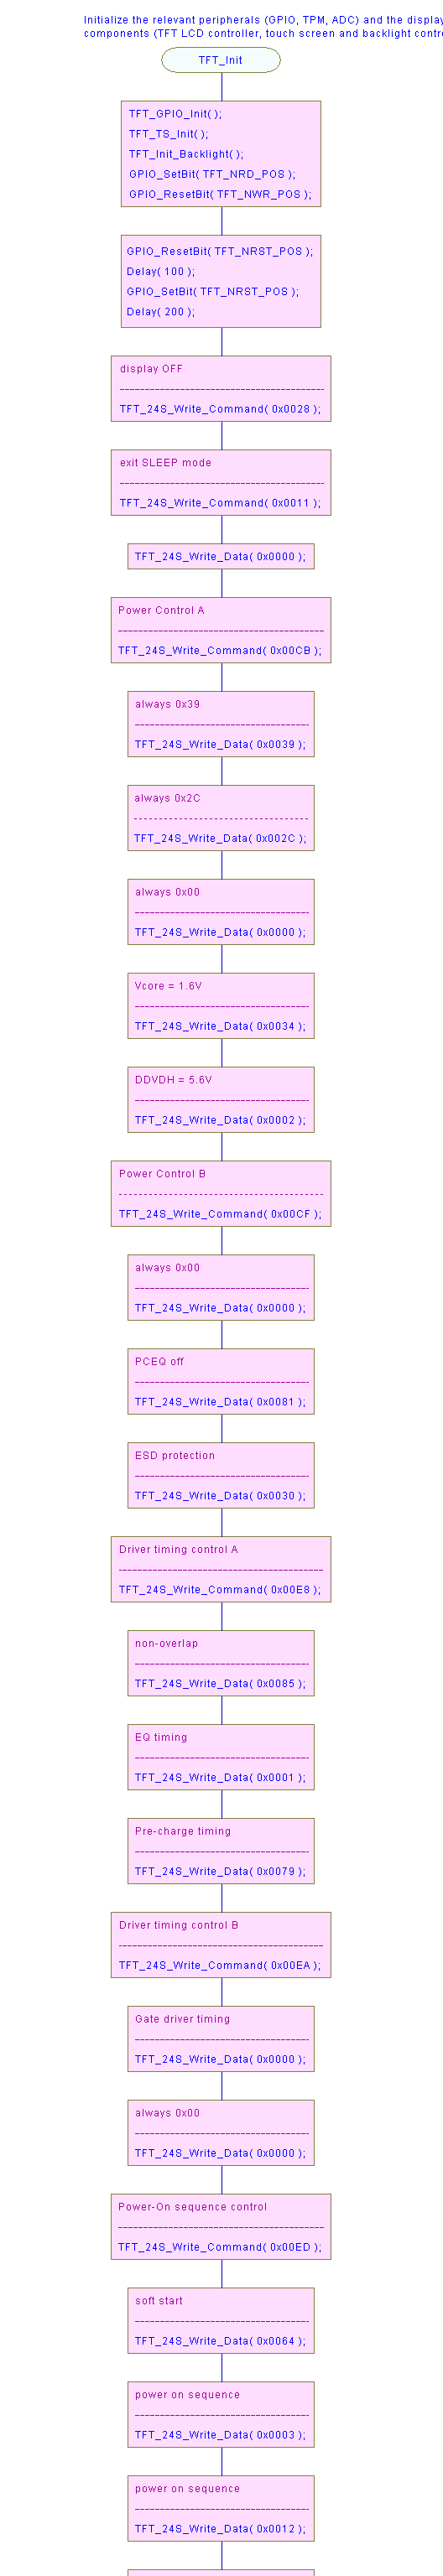 Initialize the relevant peripherals (GPIO, TPM, ADC) and the display
components (TFT LCD controller, touch screen and backlight contr
TFT_Init
TFT_GPIO_Init( );
TFT_TS_Init( );
TFT_Init_Backlight( );
GPIO_SetBit( TFT_NRD_POS );
GPIO_ResetBit( TFT_NWR_POS );
GPIO_ResetBit( TFT_NRST_POS );
Delay( 100 );
GPIO_SetBit( TFT_NRST_POS );
Delay( 200 );
display OFF
TFT_24S_Write_Command( 0x0028 );
exit SLEEP mode
TFT_24S_Write_Command( 0x0011 );
TFT_24S_Write_Data( 0x0000 );
Power Control A
TFT_24S_Write_Command( 0x00CB );
always 0x39
TFT_24S_Write_Data( 0x0039 );
always 0x2C
TFT_24S_Write_Data( 0x002C );
always 0x00
TFT_24S_Write_Data( 0x0000 );
Vcore = 1.6V
TFT_24S_Write_Data( 0x0034 );
DDVDH = 5.6V
TFT_24S_Write_Data( 0x0002 );
Power Control B
TFT_24S_Write_Command( 0x00CF );
always 0x00
TFT_24S_Write_Data( 0x0000 );
PCEQ off
TFT_24S_Write_Data( 0x0081 );
ESD protection
TFT_24S_Write_Data( 0x0030 );
Driver timing control A
TFT_24S_Write_Command( 0x00E8 );
non-overlap
TFT_24S_Write_Data( 0x0085 );
EQ timing
TFT_24S_Write_Data( 0x0001 );
Pre-charge timing
TFT_24S_Write_Data( 0x0079 );
Driver timing control B
TFT_24S_Write_Command( 0x00EA );
Gate driver timing
TFT_24S_Write_Data( 0x0000 );
always 0x00
TFT_24S_Write_Data( 0x0000 );
Power-On sequence control
TFT_24S_Write_Command( 0x00ED );
soft start
TFT_24S_Write_Data( 0x0064 );
power on sequence
TFT_24S_Write_Data( 0x0003 );
power on sequence
TFT_24S_Write_Data( 0x0012 );